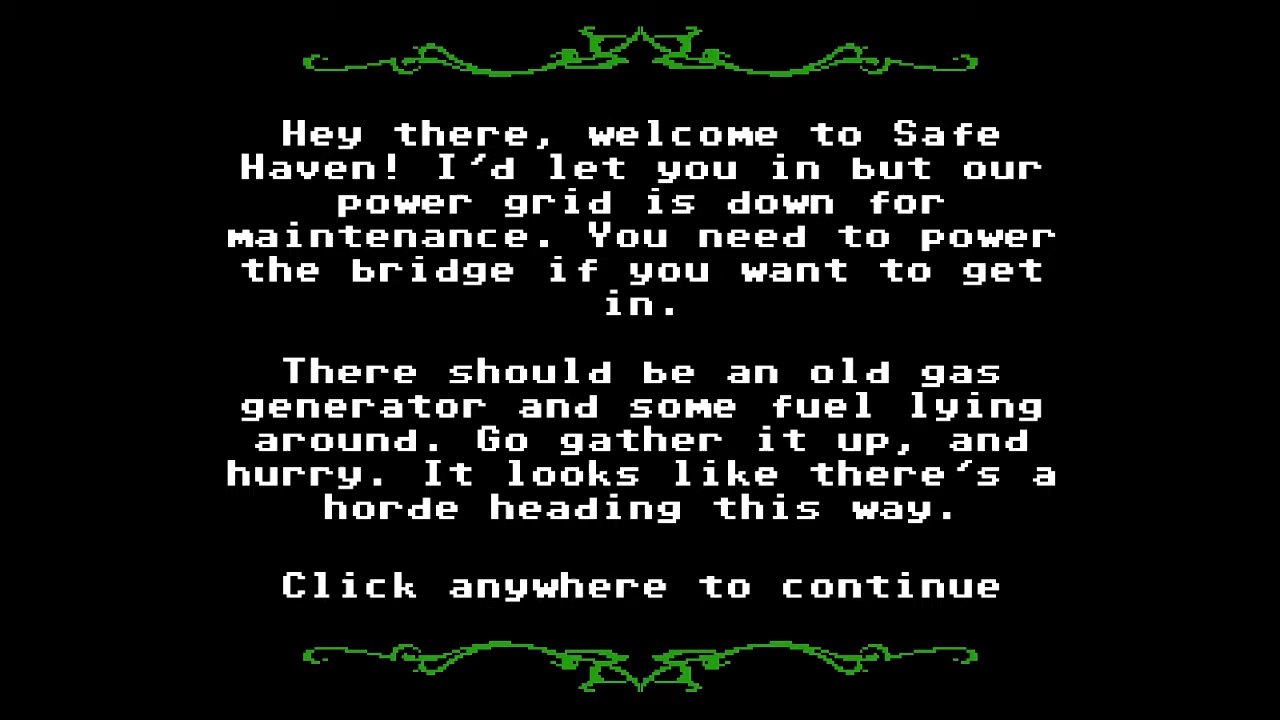 Hey there, welcome to Safe
Haven! I'd let you in but our
power grid is down for
maintenance. You need to power
the bridge if you want to get
in.
There should be an old gas
generator and some fuel lying
around. Go gather it up, and
hurry. It looks like there's a
horde heading this way.
Click anywhere to continue